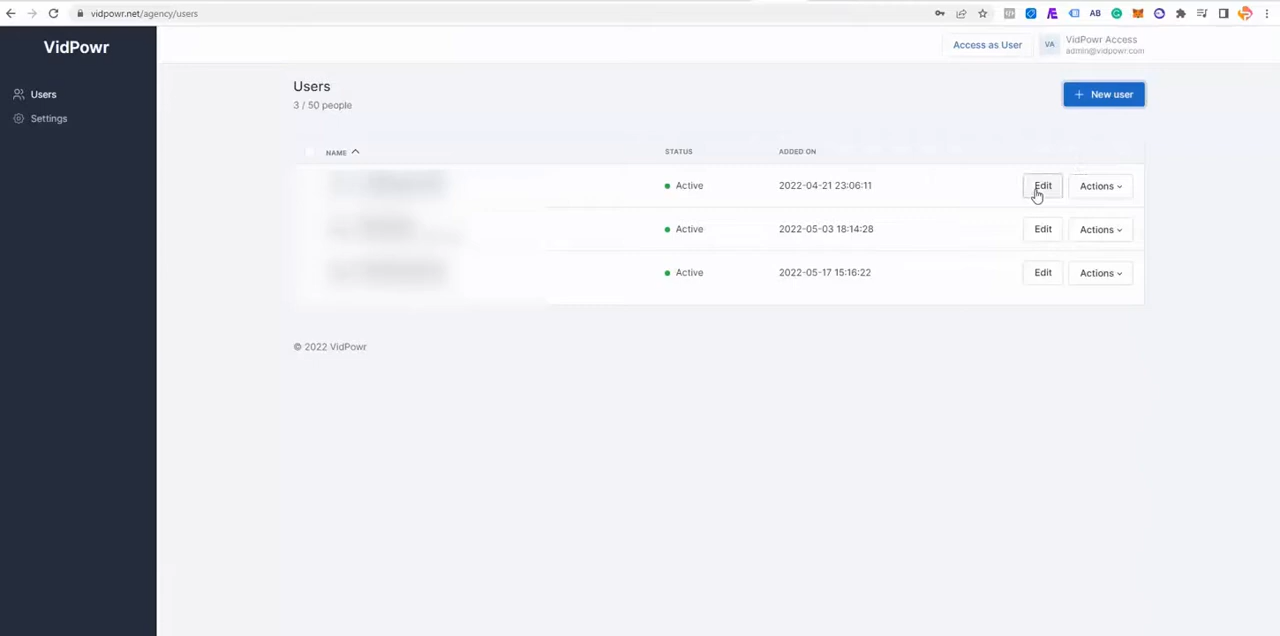 vidpowr.net/agency/users
AB
VidPowr
Access as User
VA
VidPowr Access
admin@vidpowr.com
Users
Settings
Users
3 / 50 people
New user
NAME
STATUS
ADDED ON
Active
2022-04-21 23:06:11
Edit
Actions
Active
2022-05-03 18:14:28
Edit
Actions
Active
2022-05-17 15:16:22
Edit
Actions
© 2022 VidPowr